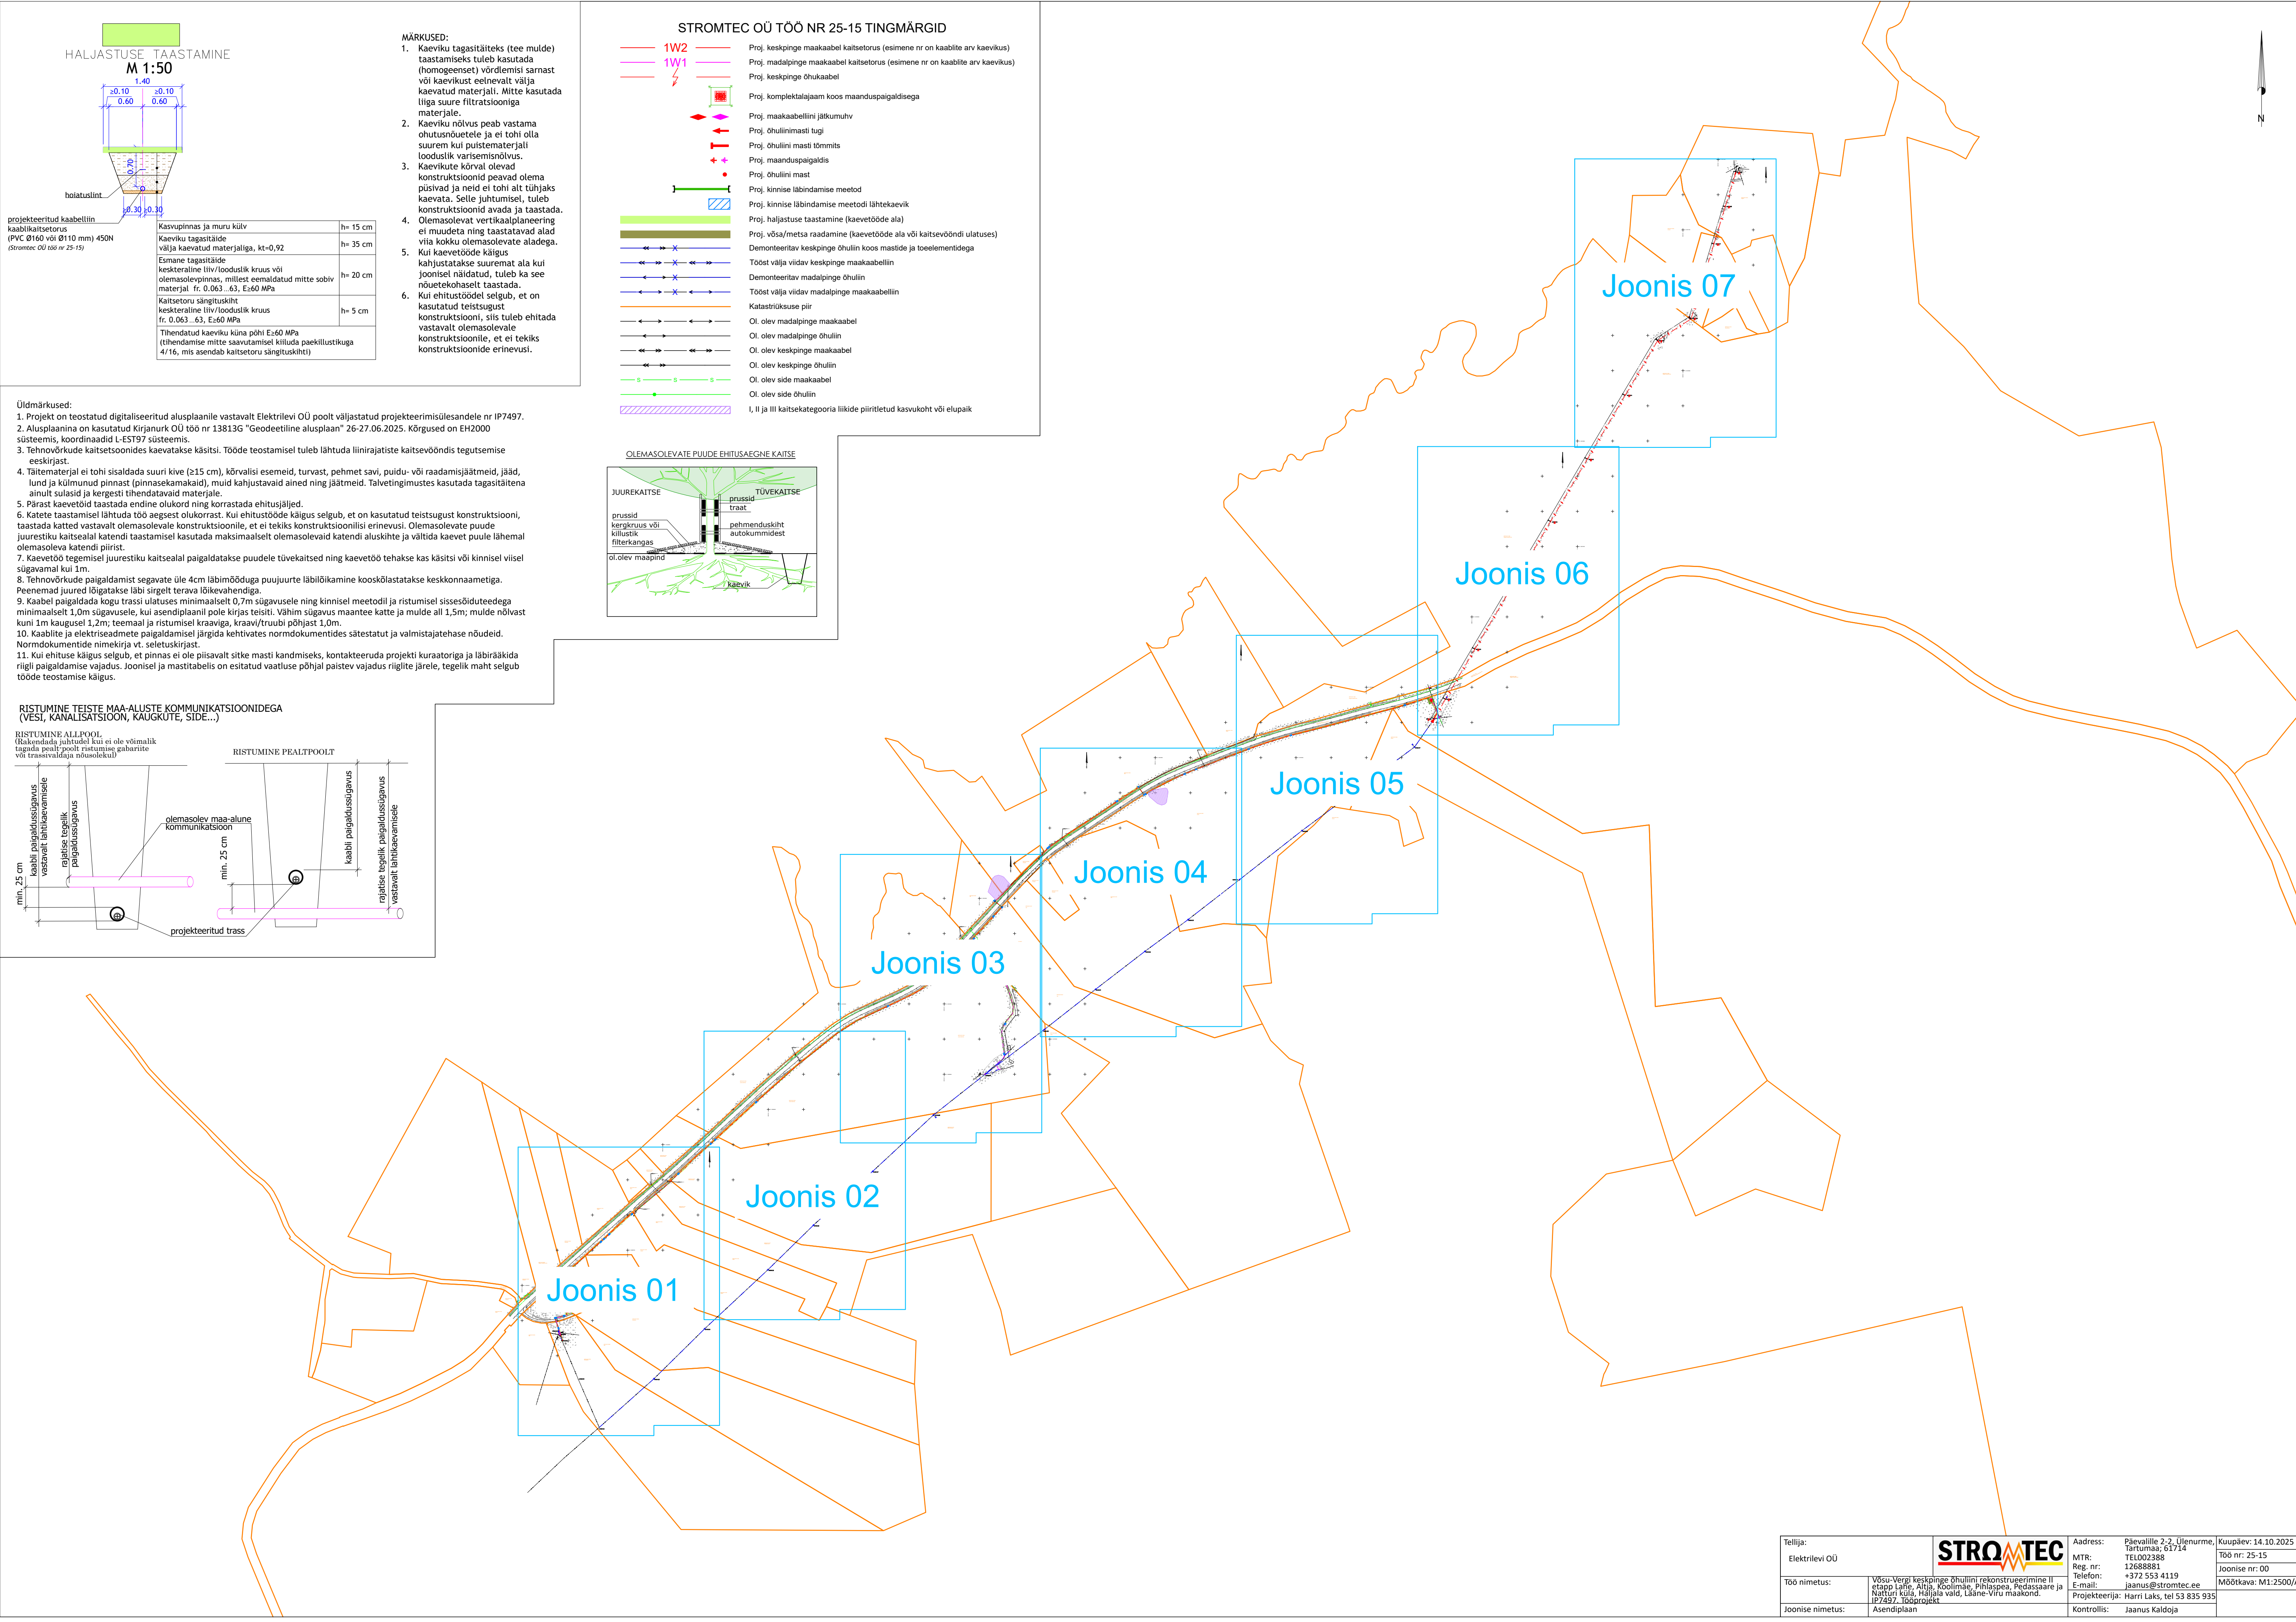 HALJASTUSE TAASTAMINE
M 1:50
1.40
≥0.10 ≥0.10
0.60 0.60
0.70
hoiatuslint
≥0.30 ≥0.30
projekteeritud kaabelliin
kaablikaitsetorus
(PVC Ø160 või Ø110 mm) 450N
(Stromtec OÜ töö nr 25-15)
Kasvupinnas ja muru külv h= 15 cm
Kaeviku tagasitäide
välja kaevatud materjaliga, kt=0,92 h= 35 cm
Esmane tagasitäide
keskteraline liiv/looduslik kruus või
olemasolevpinnas, millest eemaldatud mitte sobiv h= 20 cm
materjal fr. 0.063...63, E≥60 MPa
Kaitsetoru sängituskiht
keskteraline liiv/looduslik kruus h= 5 cm
fr. 0.063...63, E≥60 MPa
Tihendatud kaeviku küna põhi E≥60 MPa
(tihendamise mitte saavutamisel kiiluda paekillustikuga
4/16, mis asendab kaitsetoru sängituskihti)
MÄRKUSED:
1. Kaeviku tagasitäiteks (tee mulde)
taastamiseks tuleb kasutada
(homogeenset) võrdlemisi sarnast
või kaevikust eelnevalt välja
kaevatud materjali. Mitte kasutada
liiga suure filtratsiooniga
materjale.
2. Kaeviku nõlvus peab vastama
ohutusnõuetele ja ei tohi olla
suurem kui puistematerjali
looduslik varisemisnõlvus.
3. Kaevikute kõrval olevad
konstruktsioonid peavad olema
püsivad ja neid ei tohi alt tühjaks
kaevata. Selle juhtumisel, tuleb
konstruktsioonid avada ja taastada.
4. Olemasolevat vertikaalplaneering
ei muudeta ning taastatavad alad
viia kokku olemasolevate aladega.
5. Kui kaevetööde käigus
kahjustatakse suuremat ala kui
joonisel näidatud, tuleb ka see
nõuetekohaselt taastada.
6. Kui ehitustöödel selgub, et on
kasutatud teistsugust
konstruktsiooni, siis tuleb ehitada
vastavalt olemasolevale
konstruktsioonile, et ei tekiks
konstruktsioonide erinevusi.
STROMTEC OÜ TÖÖ NR 25-15 TINGMÄRGID
1W2 Proj. keskpinge maakaabel kaitsetorus (esimene nr on kaablite arv kaevikus)
1W1 Proj. madalpinge maakaabel kaitsetorus (esimene nr on kaablite arv kaevikus)
Proj. keskpinge õhukaabel
Proj. komplektalajaam koos maanduspaigaldisega
Proj. maakaabelliini jätkumuhv
Proj. õhuliinimasti tugi
Proj. õhuliini masti tõmmits
Proj. maanduspaigaldis
Proj. õhuliini mast
Proj. kinnise läbindamise meetod
Proj. kinnise läbindamise meetodi lähtekaevik
Proj. haljastuse taastamine (kaevetööde ala)
Proj. võsa/metsa raadamine (kaevetööde ala või kaitsevööndi ulatuses)
X Demonteeritav keskpinge õhuliin koos mastide ja toeelementidega
X Tööst välja viidav keskpinge maakaabelliin
X Demonteeritav madalpinge õhuliin
X Tööst välja viidav madalpinge maakaabelliin
Katastriüksuse piir
Ol. olev madalpinge maakaabel
Ol. olev madalpinge õhuliin
Ol. olev keskpinge maakaabel
Ol. olev keskpinge õhuliin
S S S Ol. olev side maakaabel
Ol. olev side õhuliin
I, II ja III kaitsekategooria liikide piiritletud kasvukoht või elupaik
Üldmärkused:
1. Projekt on teostatud digitaliseeritud alusplaanile vastavalt Elektrilevi OÜ poolt väljastatud projekteerimisülesandele nr IP7497.
2. Alusplaanina on kasutatud Kirjanurk OÜ töö nr 13813G "Geodeetiline alusplaan" 26-27.06.2025. Kõrgused on EH2000
süsteemis, koordinaadid L-EST97 süsteemis.
3. Tehnovõrkude kaitsetsoonides kaevatakse käsitsi. Tööde teostamisel tuleb lähtuda liinirajatiste kaitsevööndis tegutsemise
eeskirjast.
4. Täitematerjal ei tohi sisaldada suuri kive (≥15 cm), kõrvalisi esemeid, turvast, pehmet savi, puidu- või raadamisjäätmeid, jääd,
lund ja külmunud pinnast (pinnasekamakaid), muid kahjustavaid ained ning jäätmeid. Talvetingimustes kasutada tagasitäitena
ainult sulasid ja kergesti tihendatavaid materjale.
5. Pärast kaevetöid taastada endine olukord ning korrastada ehitusjäljed.
6. Katete taastamisel lähtuda töö aegsest olukorrast. Kui ehitustööde käigus selgub, et on kasutatud teistsugust konstruktsiooni,
taastada katted vastavalt olemasolevale konstruktsioonile, et ei tekiks konstruktsioonilisi erinevusi. Olemasolevate puude
juurestiku kaitsealal katendi taastamisel kasutada maksimaalselt olemasolevaid katendi aluskihte ja vältida kaevet puule lähemal
olemasoleva katendi piirist.
7. Kaevetöö tegemisel juurestiku kaitsealal paigaldatakse puudele tüvekaitsed ning kaevetöö tehakse kas käsitsi või kinnisel viisel
sügavamal kui 1m.
8. Tehnovõrkude paigaldamist segavate üle 4cm läbimõõduga puujuurte läbilõikamine kooskõlastatakse keskkonnaametiga.
Peenemad juured lõigatakse läbi sirgelt terava lõikevahendiga.
9. Kaabel paigaldada kogu trassi ulatuses minimaalselt 0,7m sügavusele ning kinnisel meetodil ja ristumisel sissesõiduteedega
minimaalselt 1,0m sügavusele, kui asendiplaanil pole kirjas teisiti. Vähim sügavus maantee katte ja mulde all 1,5m; mulde nõlvast
kuni 1m kaugusel 1,2m; teemaal ja ristumisel kraaviga, kraavi/truubi põhjast 1,0m.
10. Kaablite ja elektriseadmete paigaldamisel järgida kehtivates normdokumentides sätestatut ja valmistajatehase nõudeid.
Normdokumentide nimekirja vt. seletuskirjast.
11. Kui ehituse käigus selgub, et pinnas ei ole piisavalt sitke masti kandmiseks, kontakteeruda projekti kuraatoriga ja läbirääkida
riigli paigaldamise vajadus. Joonisel ja mastitabelis on esitatud vaatluse põhjal paistev vajadus riiglite järele, tegelik maht selgub
tööde teostamise käigus.
OLEMASOLEVATE PUUDE EHITUSAEGNE KAITSE
JUUREKAITSE TÜVEKAITSE
prussid
traat
prussid
kergkruus või
killustik
filterkangas
pehmenduskiht
autokummidest
ol.olev maapind
kaevik
RISTUMINE TEISTE MAA-ALUSTE KOMMUNIKATSIOONIDEGA
(VESI, KANALISATSIOON, KAUGKÜTE, SIDE...)
RISTUMINE ALLPOOL
(Rakendada juhtudel kui ei ole võimalik
tagada pealt-poolt ristumise gabariite
või trassivaldaja nõusolekul)
RISTUMINE PEALTPOOLT
min. 25 cm
kaabli paigaldussügavus
vastavalt lahtikaevamisele
rajatise tegelik
paigaldussügavus
olemasolev maa-alune
kommunikatsioon
projekteeritud trass
min. 25 cm
kaabli paigaldussügavus
rajatise tegelik paigaldussügavus
vastavalt lahtikaevamisele
N
Joonis 07
Joonis 06
Joonis 05
Joonis 04
Joonis 03
Joonis 02
Joonis 01
Tellija:
Elektrilevi OÜ
STROMTEC
Töö nimetus:
Võsu-Vergi keskpinge õhuliini rekonstrueerimine II
etapp Lahe, Altja, Koolimäe, Pihlaspea, Pedassaare ja
Natturi küla, Haljala vald, Lääne-Viru maakond.
IP7497. Tööprojekt
Joonise nimetus: Asendiplaan
Aadress: Päevalille 2-2, Ülenurme,
Tartumaa; 61714
MTR: TEL002388
Reg. nr: 12688881
Telefon: +372 553 4119
E-mail: jaanus@stromtec.ee
Projekteerija: Harri Laks, tel 53 835 935
Kontrollis: Jaanus Kaldoja
Kuupäev: 14.10.2025
Töö nr: 25-15
Joonise nr: 00
Mõõtkava: M1:2500/